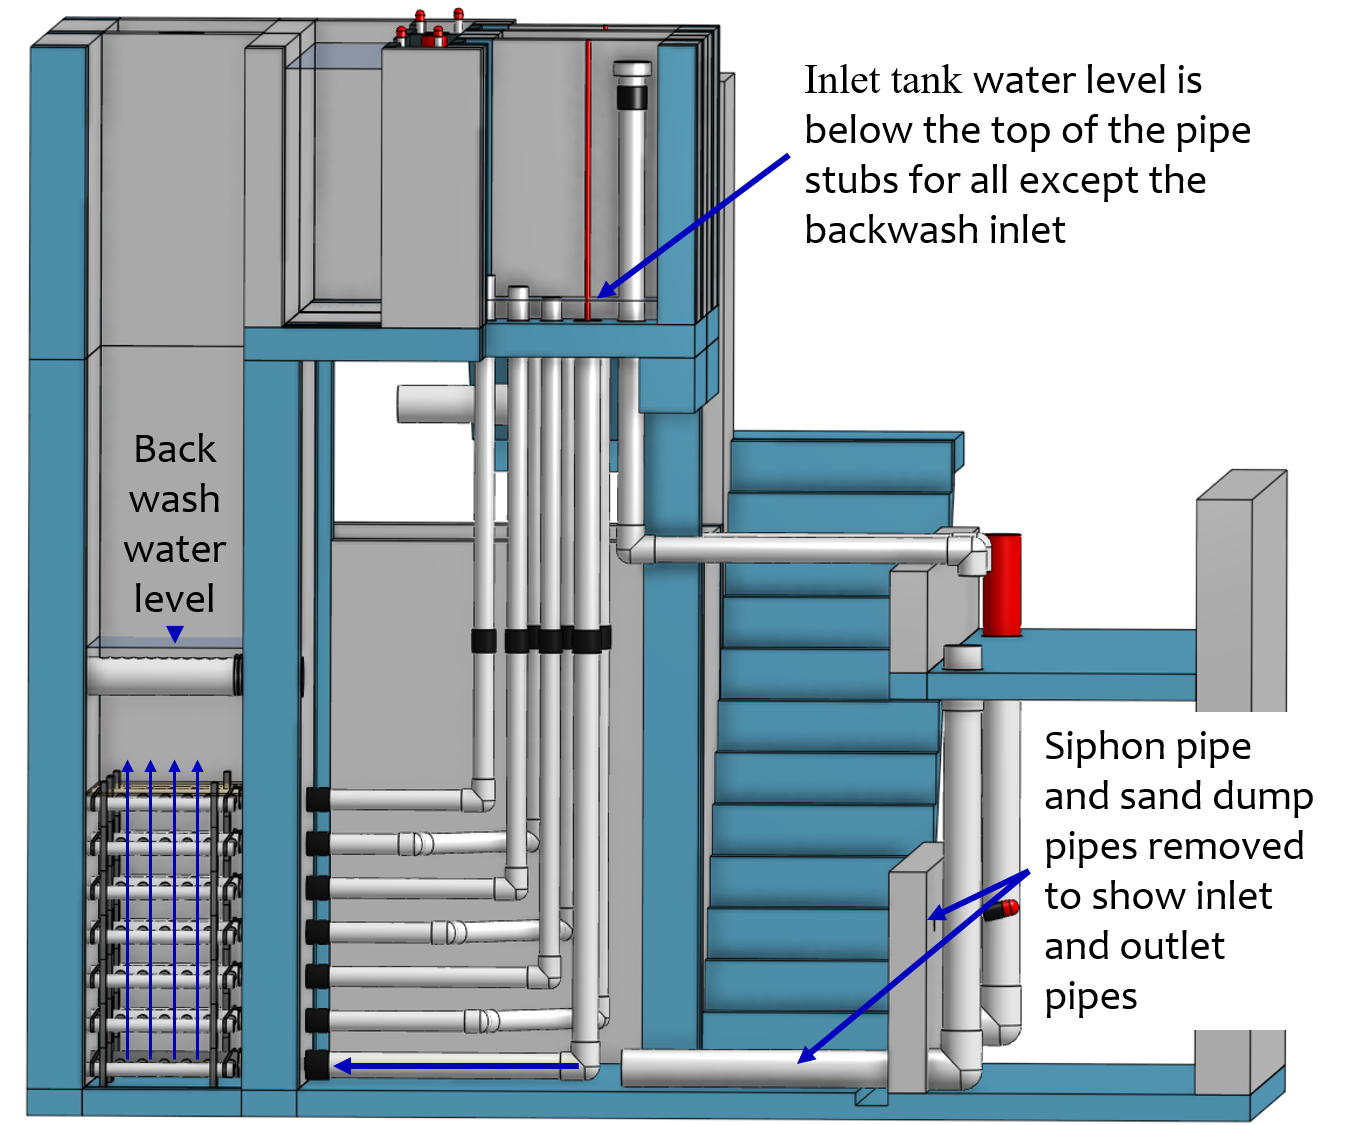 Inlet tank water level is
below the top of the pipe
stubs for all except the
backwash inlet
Back
wash
water
level
Siphon pipe
and sand dump
pipes removed
to show inlet
and outlet
pipes